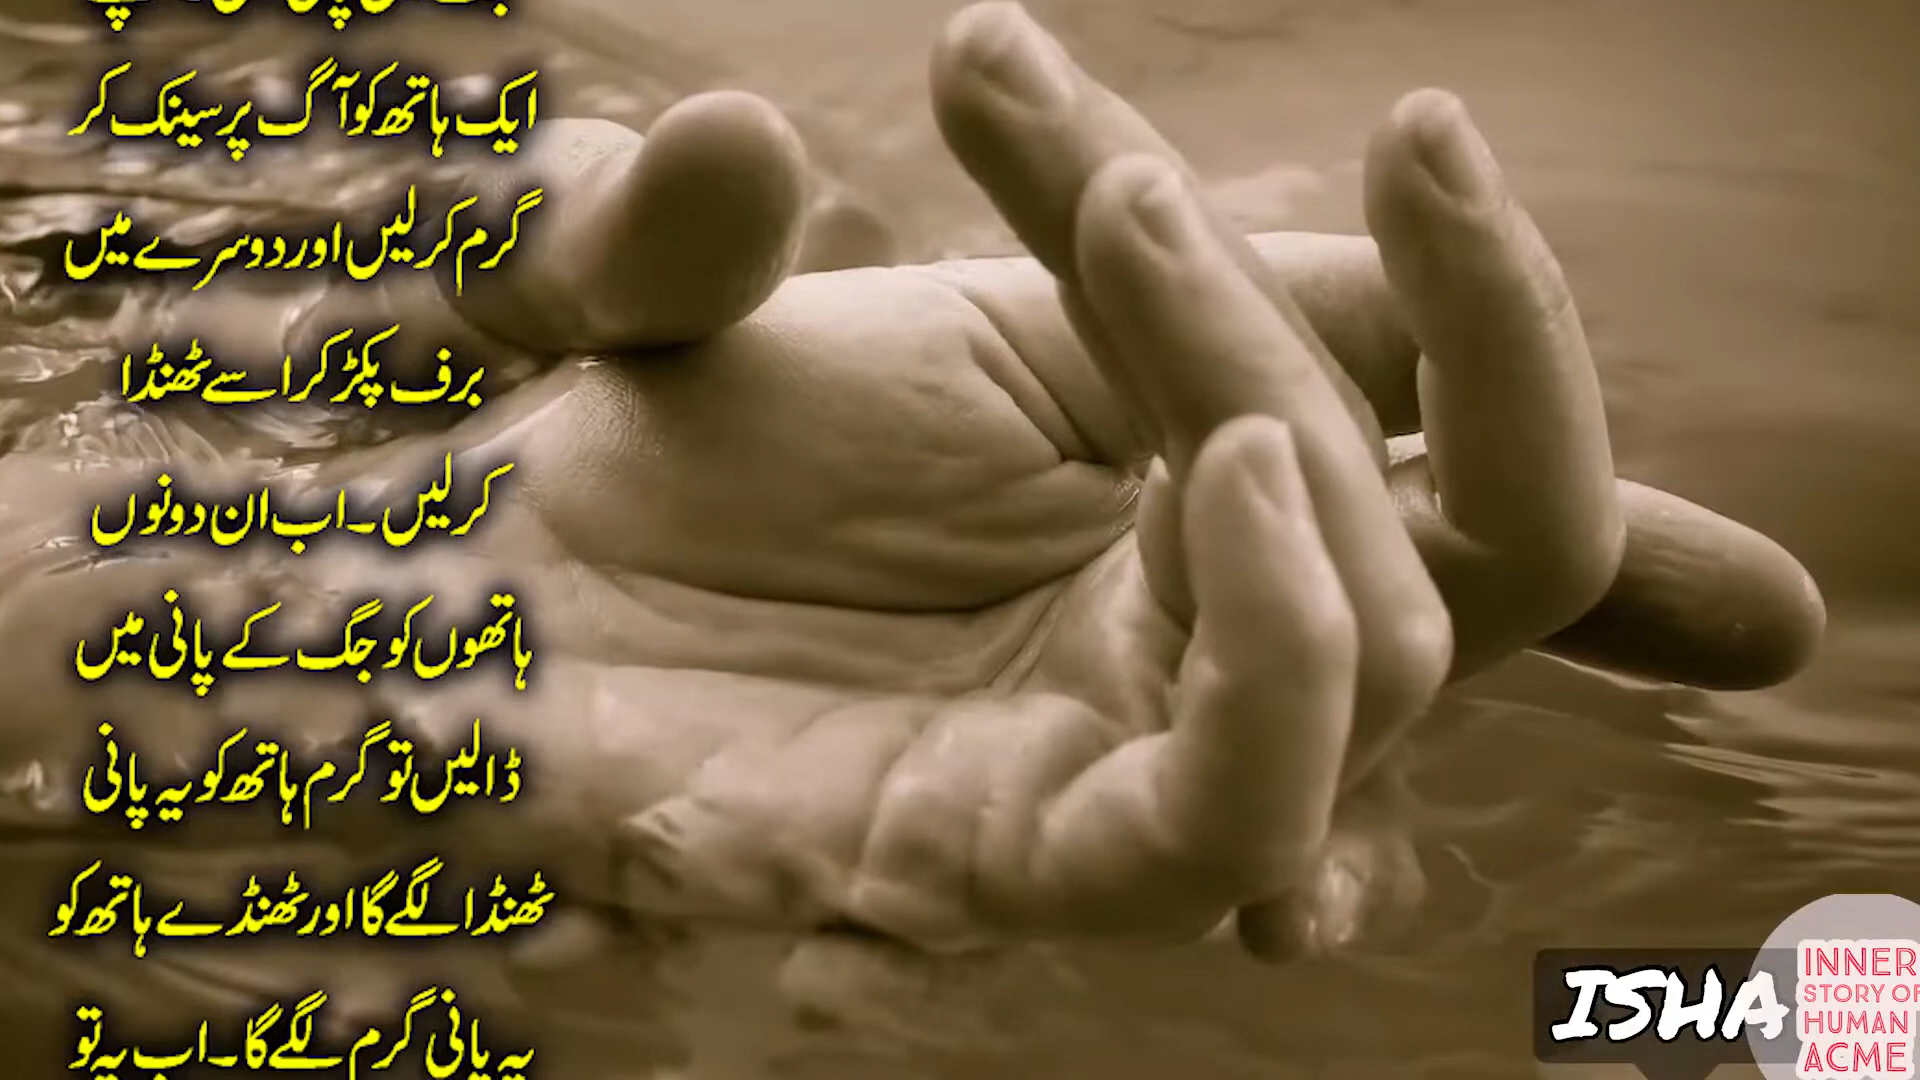 ایک ہاتھ کو آگ پر سینک کر
گرم کرلیں اور دوسرے میں
برف پکڑ کر اسے ٹھنڈا
کرلیں۔ اب ان دونوں
ہاتھوں کو جگ کے پانی میں
ڈالیں تو گرم ہاتھ کو یہ پانی
ٹھنڈا لگے گا اور ٹھنڈے ہاتھ کو
یہ پانی گرم لگے گا۔ اب یہ تو
ISHA
INNER
STORY OF
HUMAN
ACME